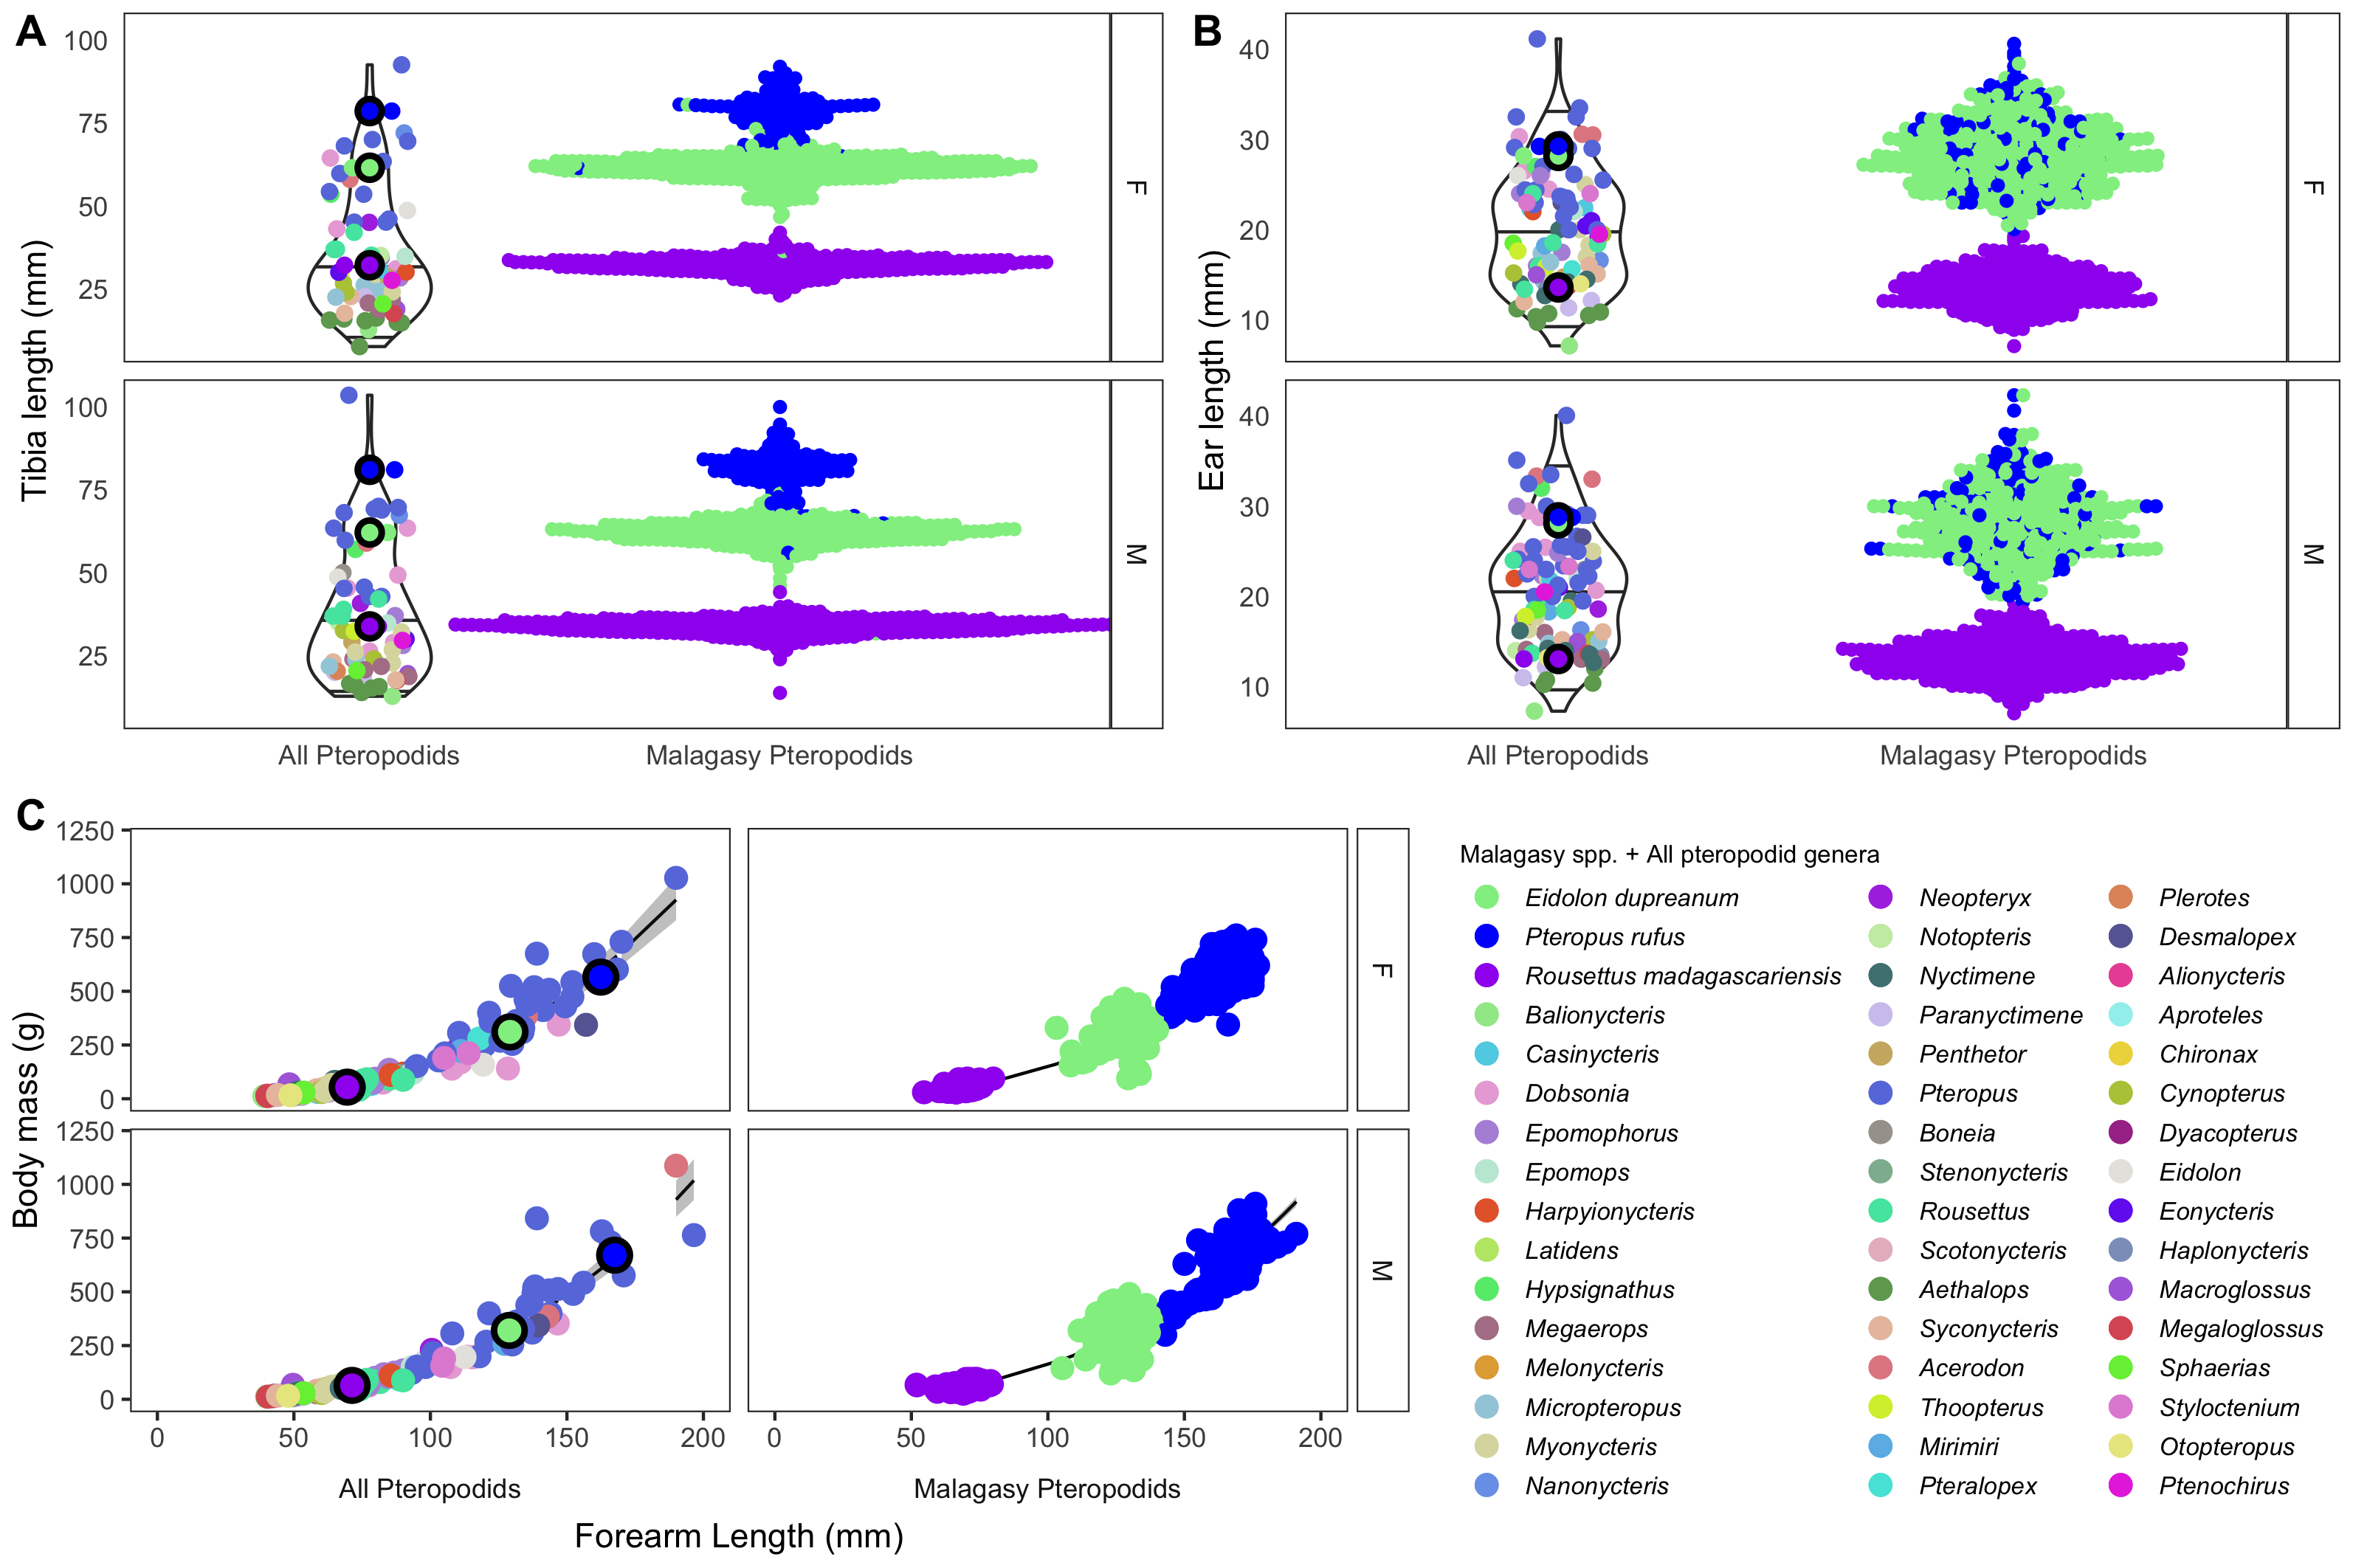 A
B
100
75
50
25
F
100
75
50
25
M
Tibia length (mm)
All Pteropodids
Malagasy Pteropodids
40
30
20
10
F
40
30
20
10
M
Ear length (mm)
All Pteropodids
Malagasy Pteropodids
C
1250
1000
750
500
250
0
F
1250
1000
750
500
250
0
M
Body mass (g)
0
50
100
150
200
0
50
100
150
200
All Pteropodids
Malagasy Pteropodids
Forearm Length (mm)
Malagasy spp. + All pteropodid genera
Eidolon dupreanum
Pteropus rufus
Rousettus madagascariensis
Balionycteris
Casinycteris
Dobsonia
Epomophorus
Epomops
Harpyionycteris
Latidens
Hypsignathus
Megaerops
Melonycteris
Micropteropus
Myonycteris
Nanonycteris
Neopteryx
Notopteris
Nyctimene
Paranyctimene
Penthetor
Pteropus
Boneia
Stenonycteris
Rousettus
Scotonycteris
Aethalops
Syconycteris
Acerodon
Thoopterus
Mirimiri
Pteralopex
Plerotes
Desmalopex
Alionycteris
Aproteles
Chironax
Cynopterus
Dyacopterus
Eidolon
Eonycteris
Haplonycteris
Macroglossus
Megaloglossus
Sphaerias
Styloctenium
Otopteropus
Ptenochirus